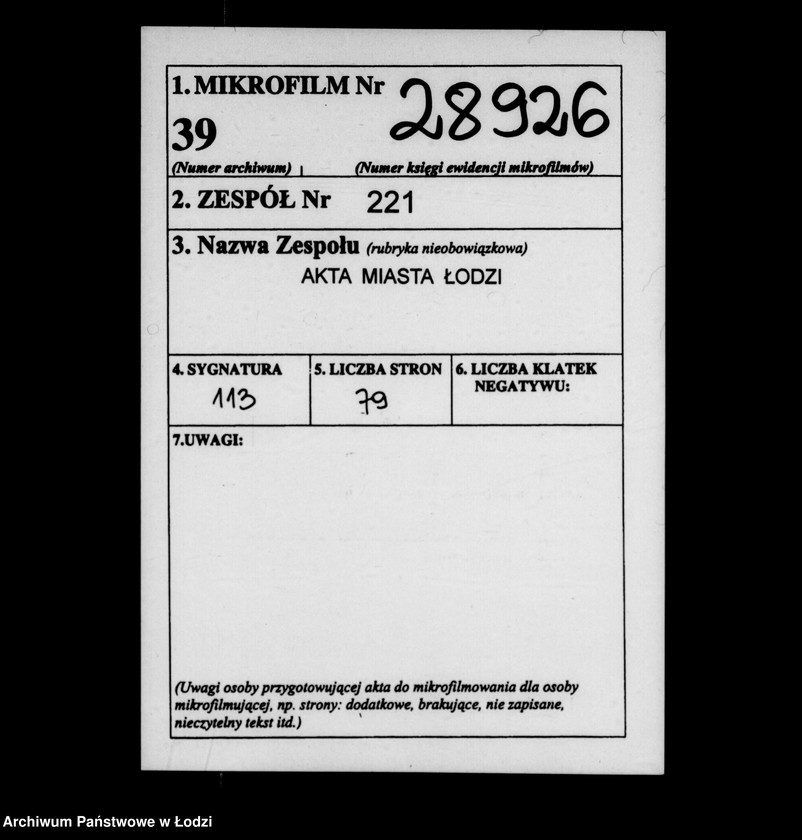 1. MIKROFILM Nr 28926
39
(Numer archiwum) (Numer księgi ewidencji mikrofilmów)
2. ZESPÓŁ Nr 221
3. Nazwa Zespołu (rubryka nieobowiązkowa)
AKTA MIASTA ŁODZI
4. SYGNATURA 5. LICZBA STRON 6. LICZBA KLATEK
NEGATYWU:
113 79
7.UWAGI:
(Uwagi osoby przygotowującej akta do mikrofilmowania dla osoby
mikrofilmującej, np. strony: dodatkowe, brakujące, nie zapisane,
nieczytelny tekst itd.)
Archiwum Państwowe w Łodzi